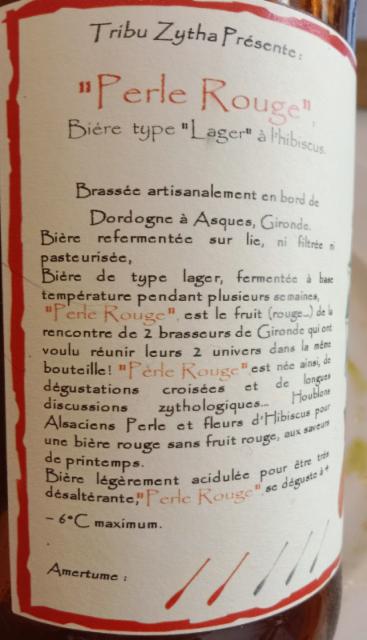 Tribu Zytha Présente :
"Perle Rouge",
Bière type "Lager" à l'hibiscus.
Brassée artisanalement en bord de
Dordogne à Asques, Gironde.
Bière refermentée sur lie, ni filtrée ni
pasteurisée,
Bière de type lager, fermentée à base
température pendant plusieurs semaines,
"Perle Rouge", est le fruit (rouge...) de la
rencontre de 2 brasseurs de Gironde qui ont
voulu réunir leurs 2 univers dans la même
bouteille! "Pèrle Rouge" est née ainsi, de
dégustations croisées et de longues
discussions zythologiques... Houblons
Alsaciens Perle et fleurs d'Hibiscus pour
une bière rouge sans fruit rouge, aux saveurs
de printemps.
Bière légèrement acidulée pour être très
désaltérante,"Perle Rouge" se déguste à 4
– 6°C maximum.
.
Amertume :